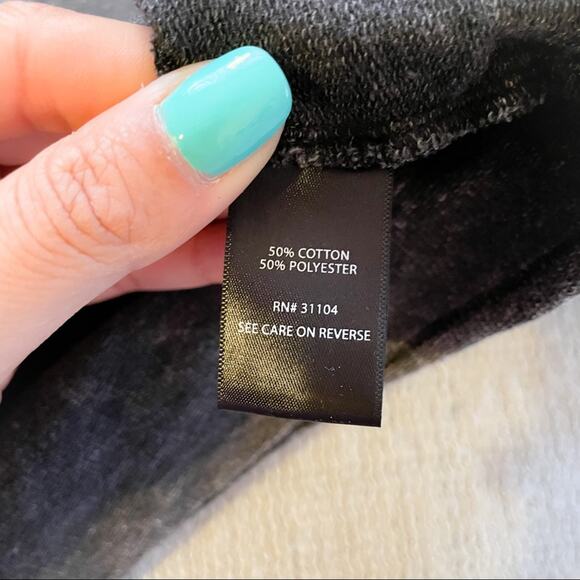 50% COTTON
50% POLYESTER
RN# 31104
SEE CARE ON REVERSE